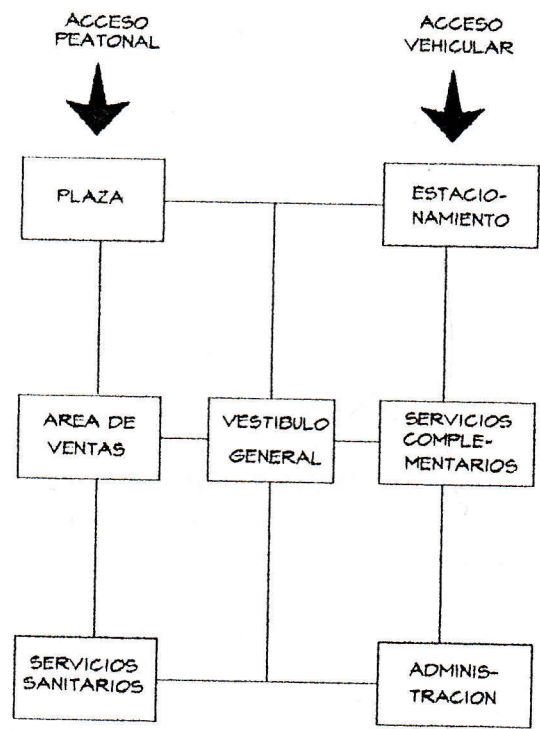 ACCESO
PEATONAL
ACCESO
VEHICULAR
PLAZA
ESTACIO-
NAMIENTO
AREA DE
VENTAS
VESTIBULO
GENERAL
SERVICIOS
COMPLE-
MENTARIOS
SERVICIOS
SANITARIOS
ADMINIS-
TRACION